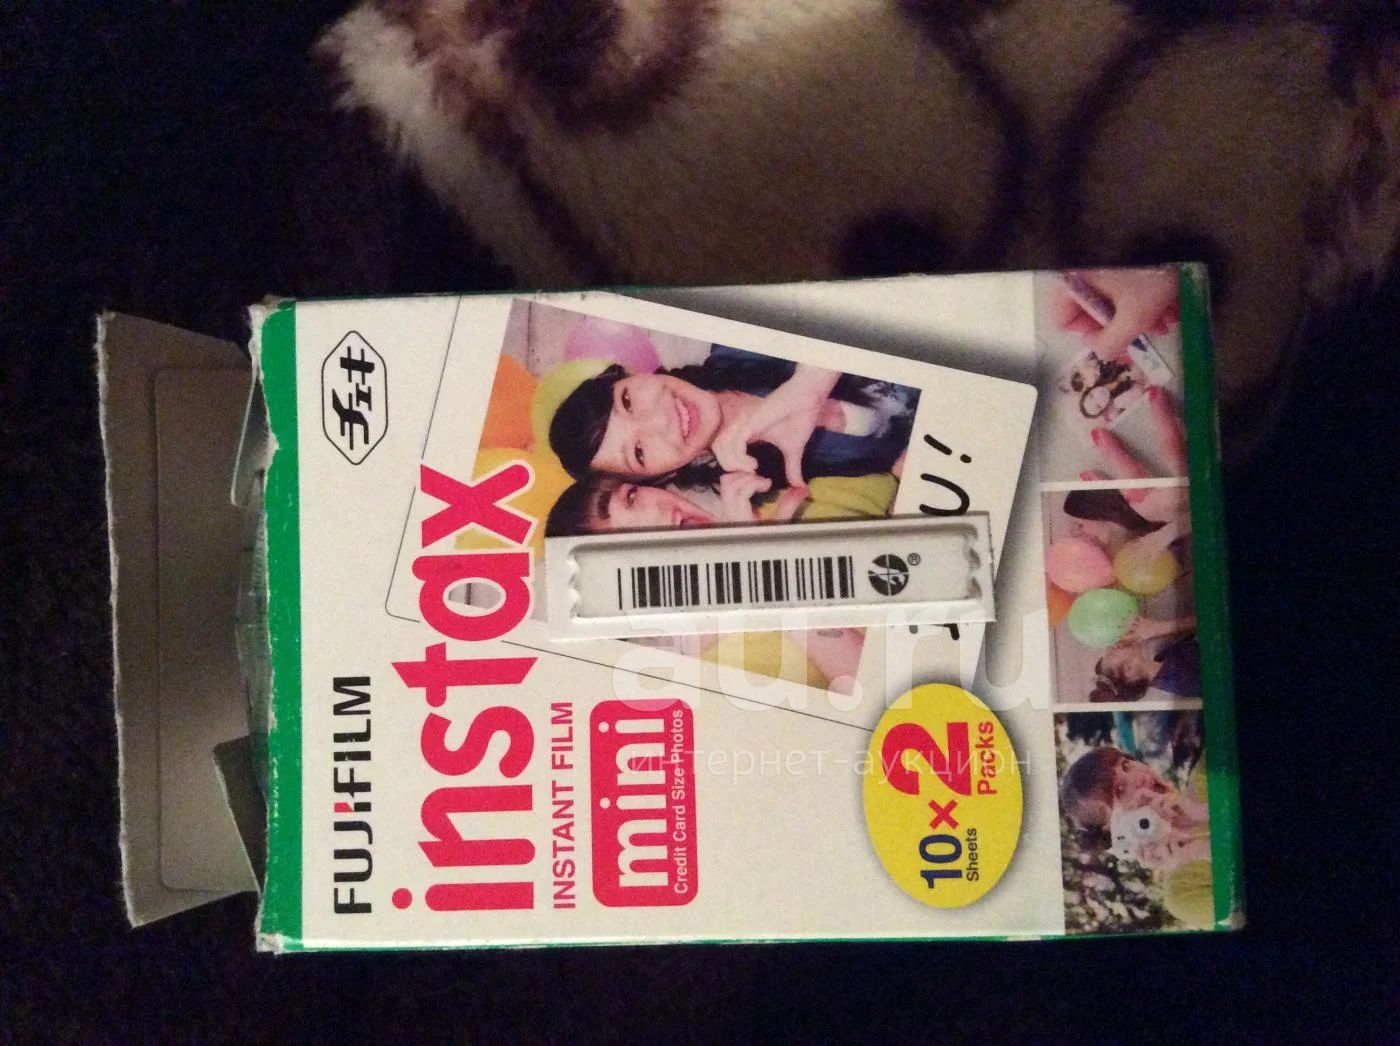 チェキ
FUJIFILM
instax
INSTANT FILM
mini
Credit Card Size Photos
U!
10×2
Sheets
Packs
au.ru
интернет-аукцион
®